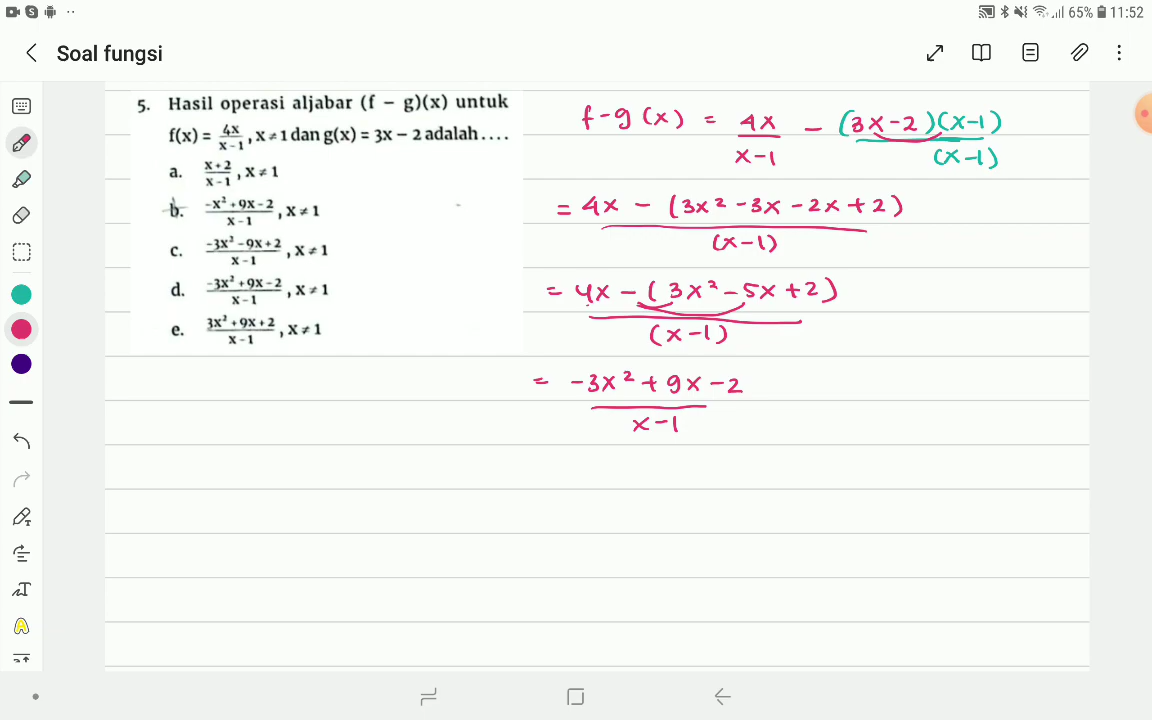 65% 11:52
Soal fungsi
5. Hasil operasi aljabar (f – g)(x) untuk
f(x) = 4x/x-1, x ≠ 1 dan g(x) = 3x – 2 adalah . . . .
a. x+2/x-1, x ≠ 1
b. -x² + 9x - 2/x-1, x ≠ 1
c. -3x² - 9x + 2/x-1, x ≠ 1
d. -3x² + 9x - 2/x-1, x ≠ 1
e. 3x² + 9x + 2/x-1, x ≠ 1
f-g (x) = 4x/x-1 - (3x-2)(x-1)/(x-1)
= 4x - (3x² - 3x - 2x + 2)/(x-1)
= 4x - (3x² - 5x + 2)/(x-1)
= -3x² + 9x - 2/x-1